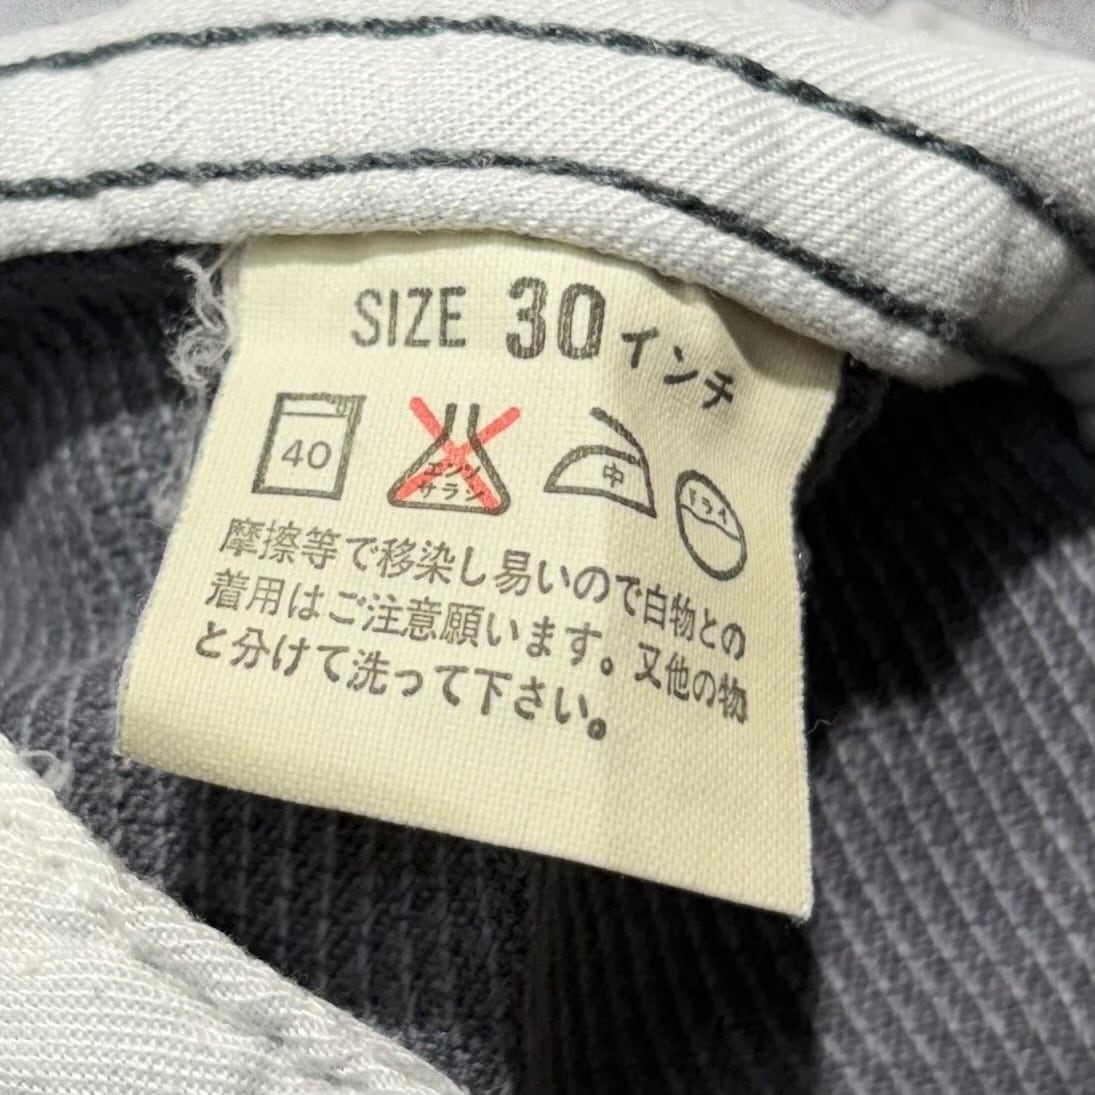 SIZE 30インチ
40
エンソ
サラシ
中
ドライ
摩擦等で移染し易いので白物との
着用はご注意願います。又他の物
と分けて洗って下さい。